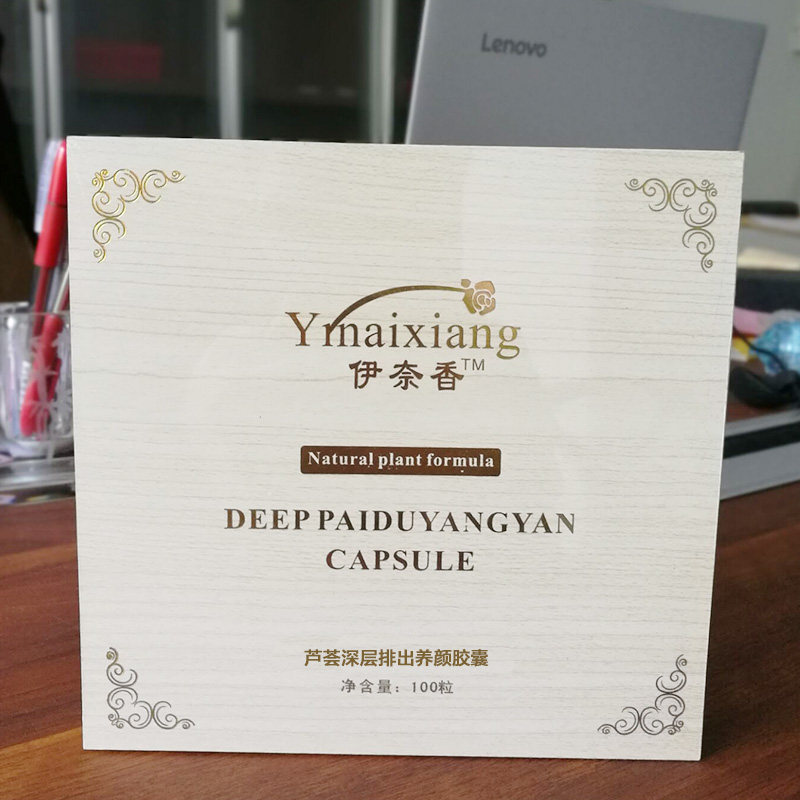 Lenovo
Yinaixiang
伊奈香™
Natural plant formula
DEEP PAIDUYANGYAN
CAPSULE
芦荟深层排出养颜胶囊
净含量：100粒